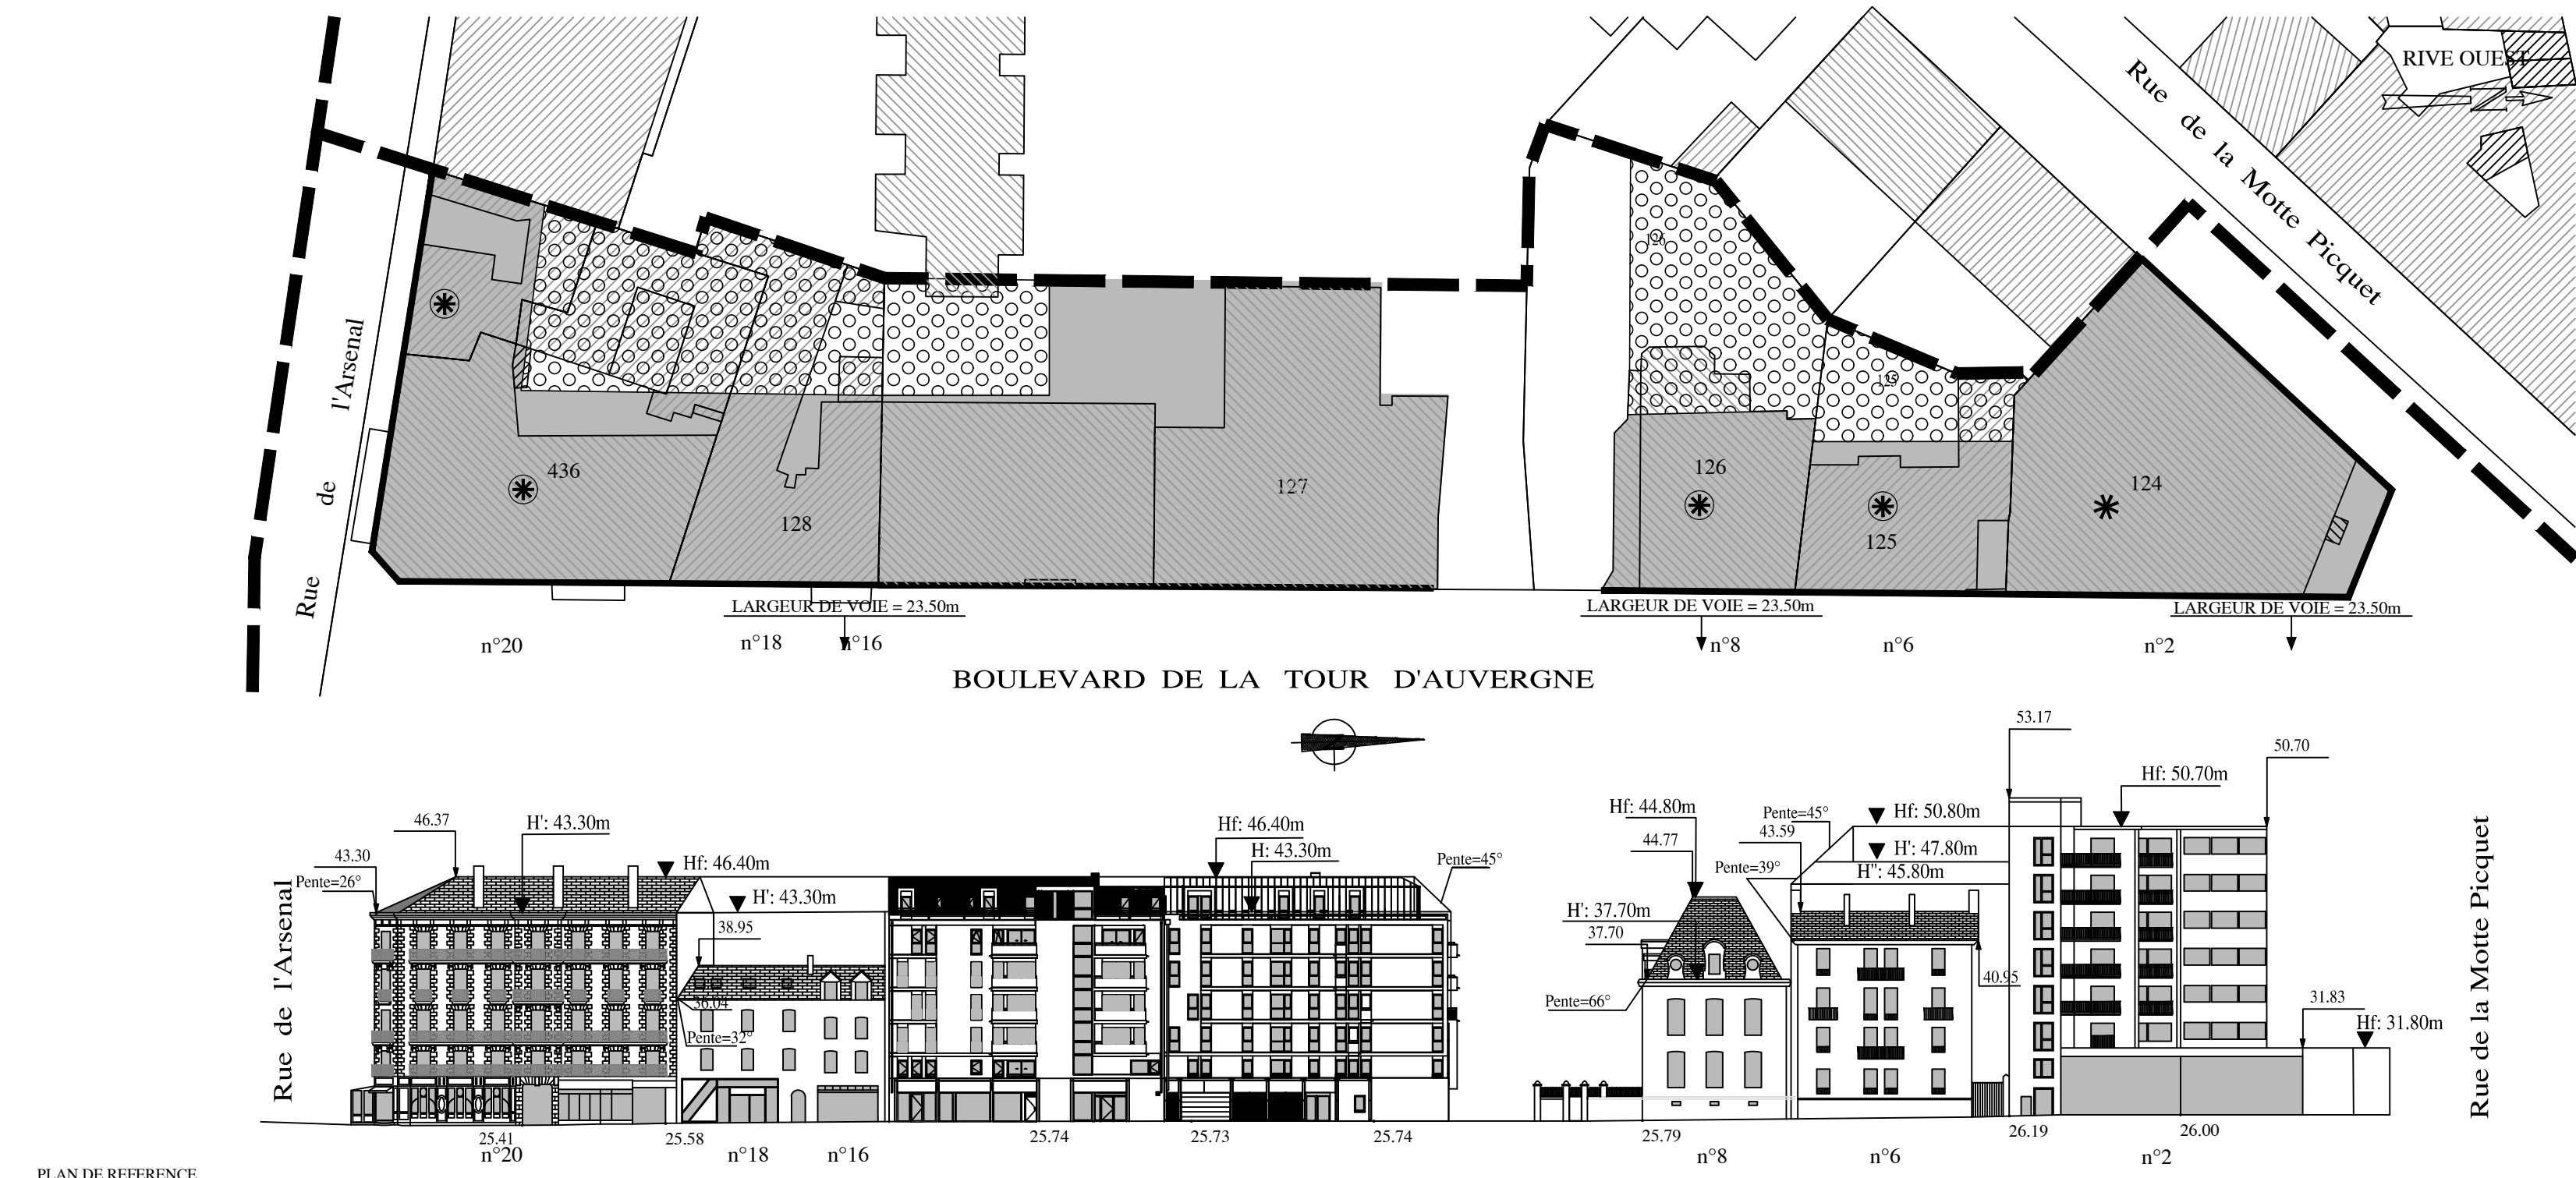 RIVE OUEST
Rue de la Motte Picquet
Rue de l'Arsenal
126
125
436
128
127
126
125
124
LARGEUR DE VOIE = 23.50m
LARGEUR DE VOIE = 23.50m
LARGEUR DE VOIE = 23.50m
n°20
n°18
n°16
n°8
n°6
n°2
BOULEVARD DE LA TOUR D'AUVERGNE
53.17
50.70
Hf: 50.70m
46.37
H': 43.30m
43.30
Pente=26°
Hf: 46.40m
H': 43.30m
38.95
36.04
Pente=32°
Hf: 46.40m
H: 43.30m
Pente=45°
Hf: 44.80m
44.77
H': 37.70m
37.70
Pente=66°
Pente=45°
43.59
Pente=39°
Hf: 50.80m
H': 47.80m
H'': 45.80m
40.95
31.83
Hf: 31.80m
Rue de l'Arsenal
Rue de la Motte Picquet
25.41
25.58
25.74
25.73
25.74
25.79
26.19
26.00
n°20
n°18
n°16
n°8
n°6
n°2
PLAN DE REFERENCE